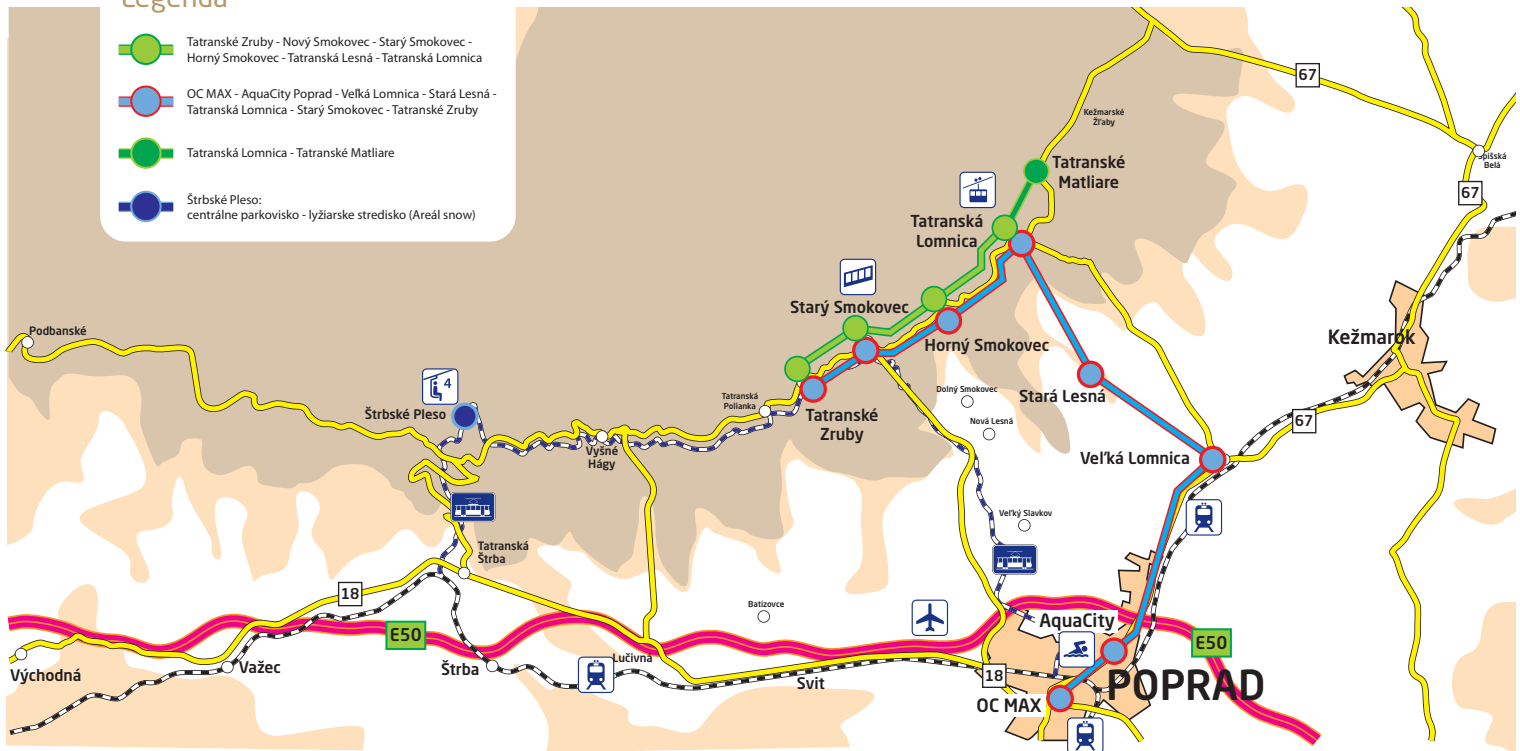 Legenda
Tatranské Zruby - Nový Smokovec - Starý Smokovec -
Horný Smokovec - Tatranská Lesná - Tatranská Lomnica
OC MAX - AquaCity Poprad - Veľká Lomnica - Stará Lesná -
Tatranská Lomnica - Starý Smokovec - Tatranské Zruby
Tatranská Lomnica - Tatranské Matliare
Štrbské Pleso:
centrálne parkovisko - lyžiarske stredisko (Areál snow)
67
Kežmarské
Žľaby
Spišská
Belá
Tatranské
Matliare
67
Tatranská
Lomnica
Starý Smokovec
Podbanské
Horný Smokovec
Kežmarok
4
Štrbské Pleso
Tatranská
Polianka
Dolný Smokovec
Stará Lesná
Tatranské
Zruby
Nová Lesná
67
Vyšné
Hágy
Veľká Lomnica
Veľký Slavkov
Tatranská
Štrba
18
Batizovce
AquaCity
E50
E50
Východná
Važec
Štrba
Lučivná
Svit
18
POPRAD
OC MAX